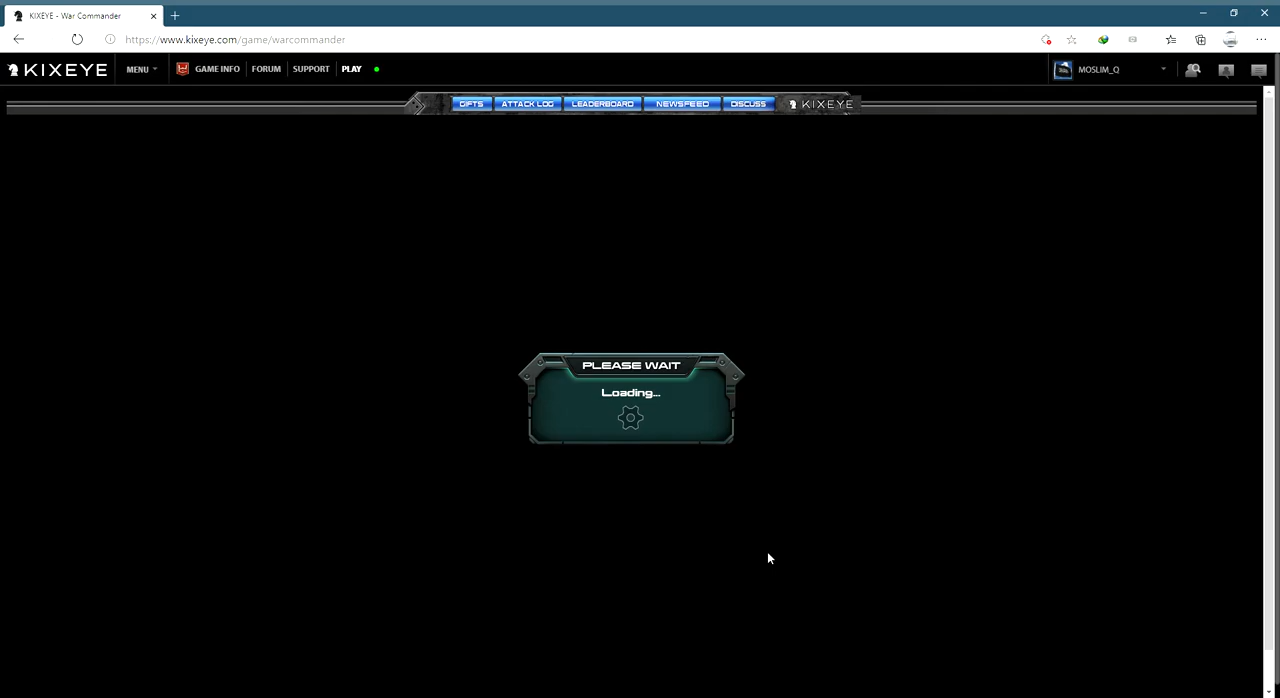 KIXEYE - War Commander
https://www.kixeye.com/game/warcommander
KIXEYE MENU GAME INFO FORUM SUPPORT PLAY MOSLIM_Q
GIFTS ATTACK LOG LEADERBOARD NEWSFEED DISCUSS KIXEYE
PLEASE WAIT
Loading...